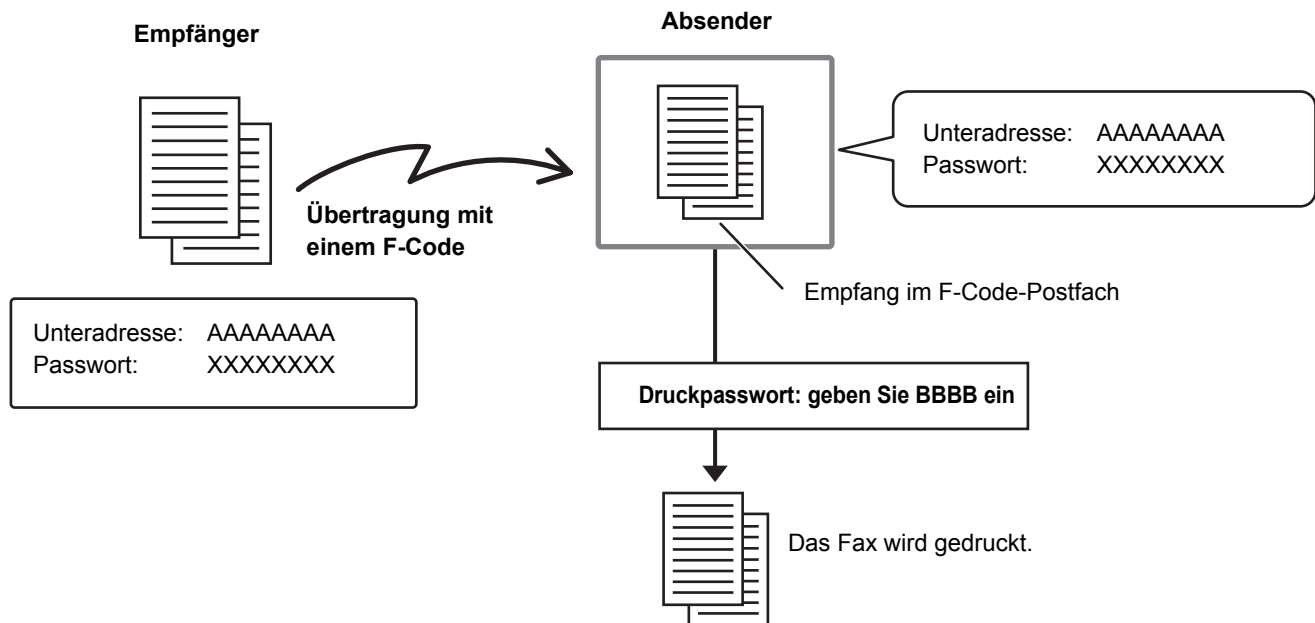 Empfänger
Absender
Unteradresse: AAAAAAAA
Passwort: XXXXXXXX
Übertragung mit
einem F-Code
Empfang im F-Code-Postfach
Unteradresse: AAAAAAAA
Passwort: XXXXXXXX
Druckpasswort: geben Sie BBBB ein
Das Fax wird gedruckt.